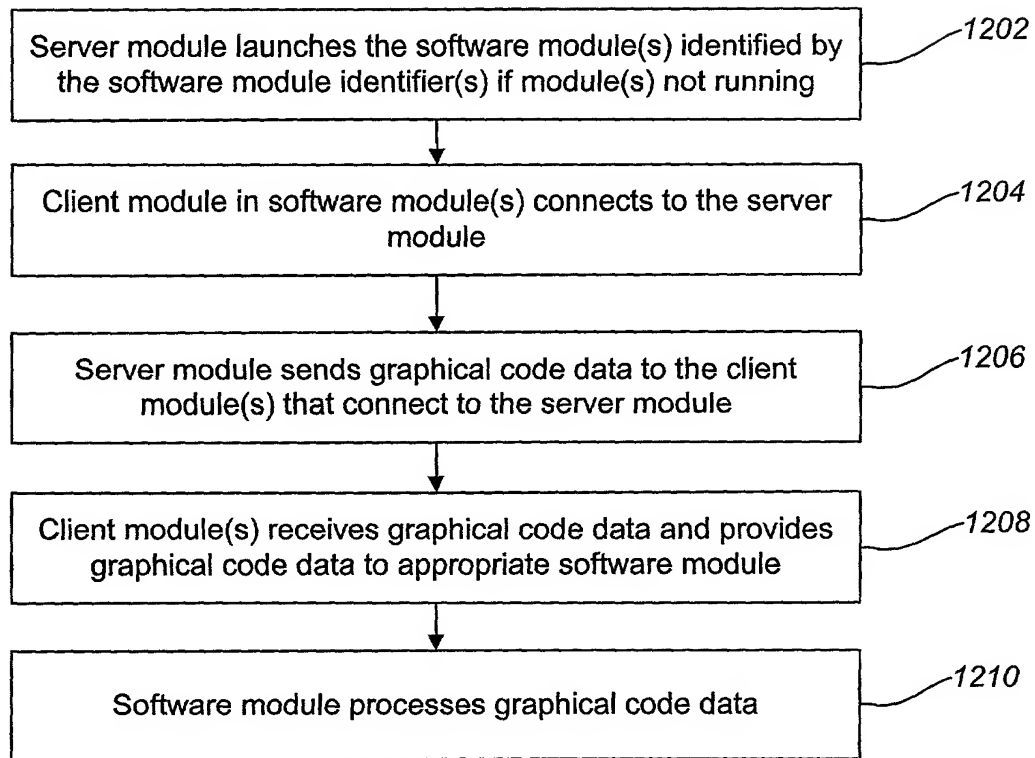 Server module launches the software module(s) identified by
the software module identifier(s) if module(s) not running
1202
Client module in software module(s) connects to the server
module
1204
Server module sends graphical code data to the client
module(s) that connect to the server module
1206
Client module(s) receives graphical code data and provides
graphical code data to appropriate software module
1208
Software module processes graphical code data
1210